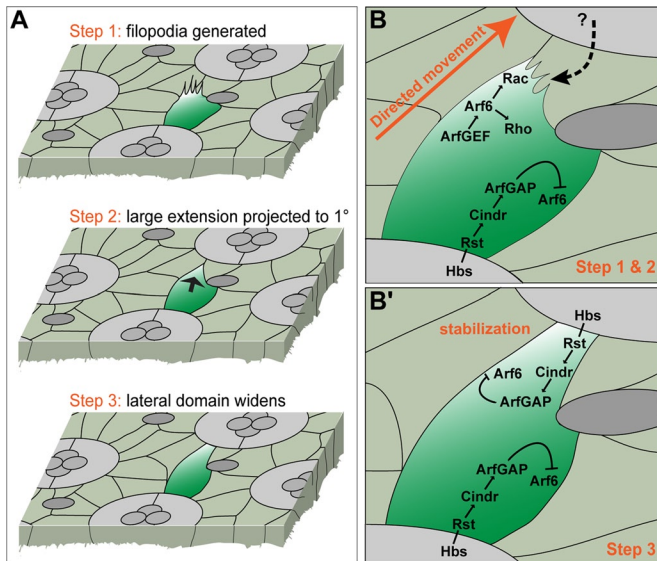 A
Step 1: filopodia generated
Step 2: large extension projected to 1°
Step 3: lateral domain widens
B
?
Directed movement
Rac
Arf6
Rho
ArfGEF
ArfGAP
Arf6
Cindr
Rst
Hbs
Step 1 & 2
B'
Hbs
stabilization
Rst
Arf6
Cindr
ArfGAP
ArfGAP
Arf6
Cindr
Rst
Hbs
Step 3